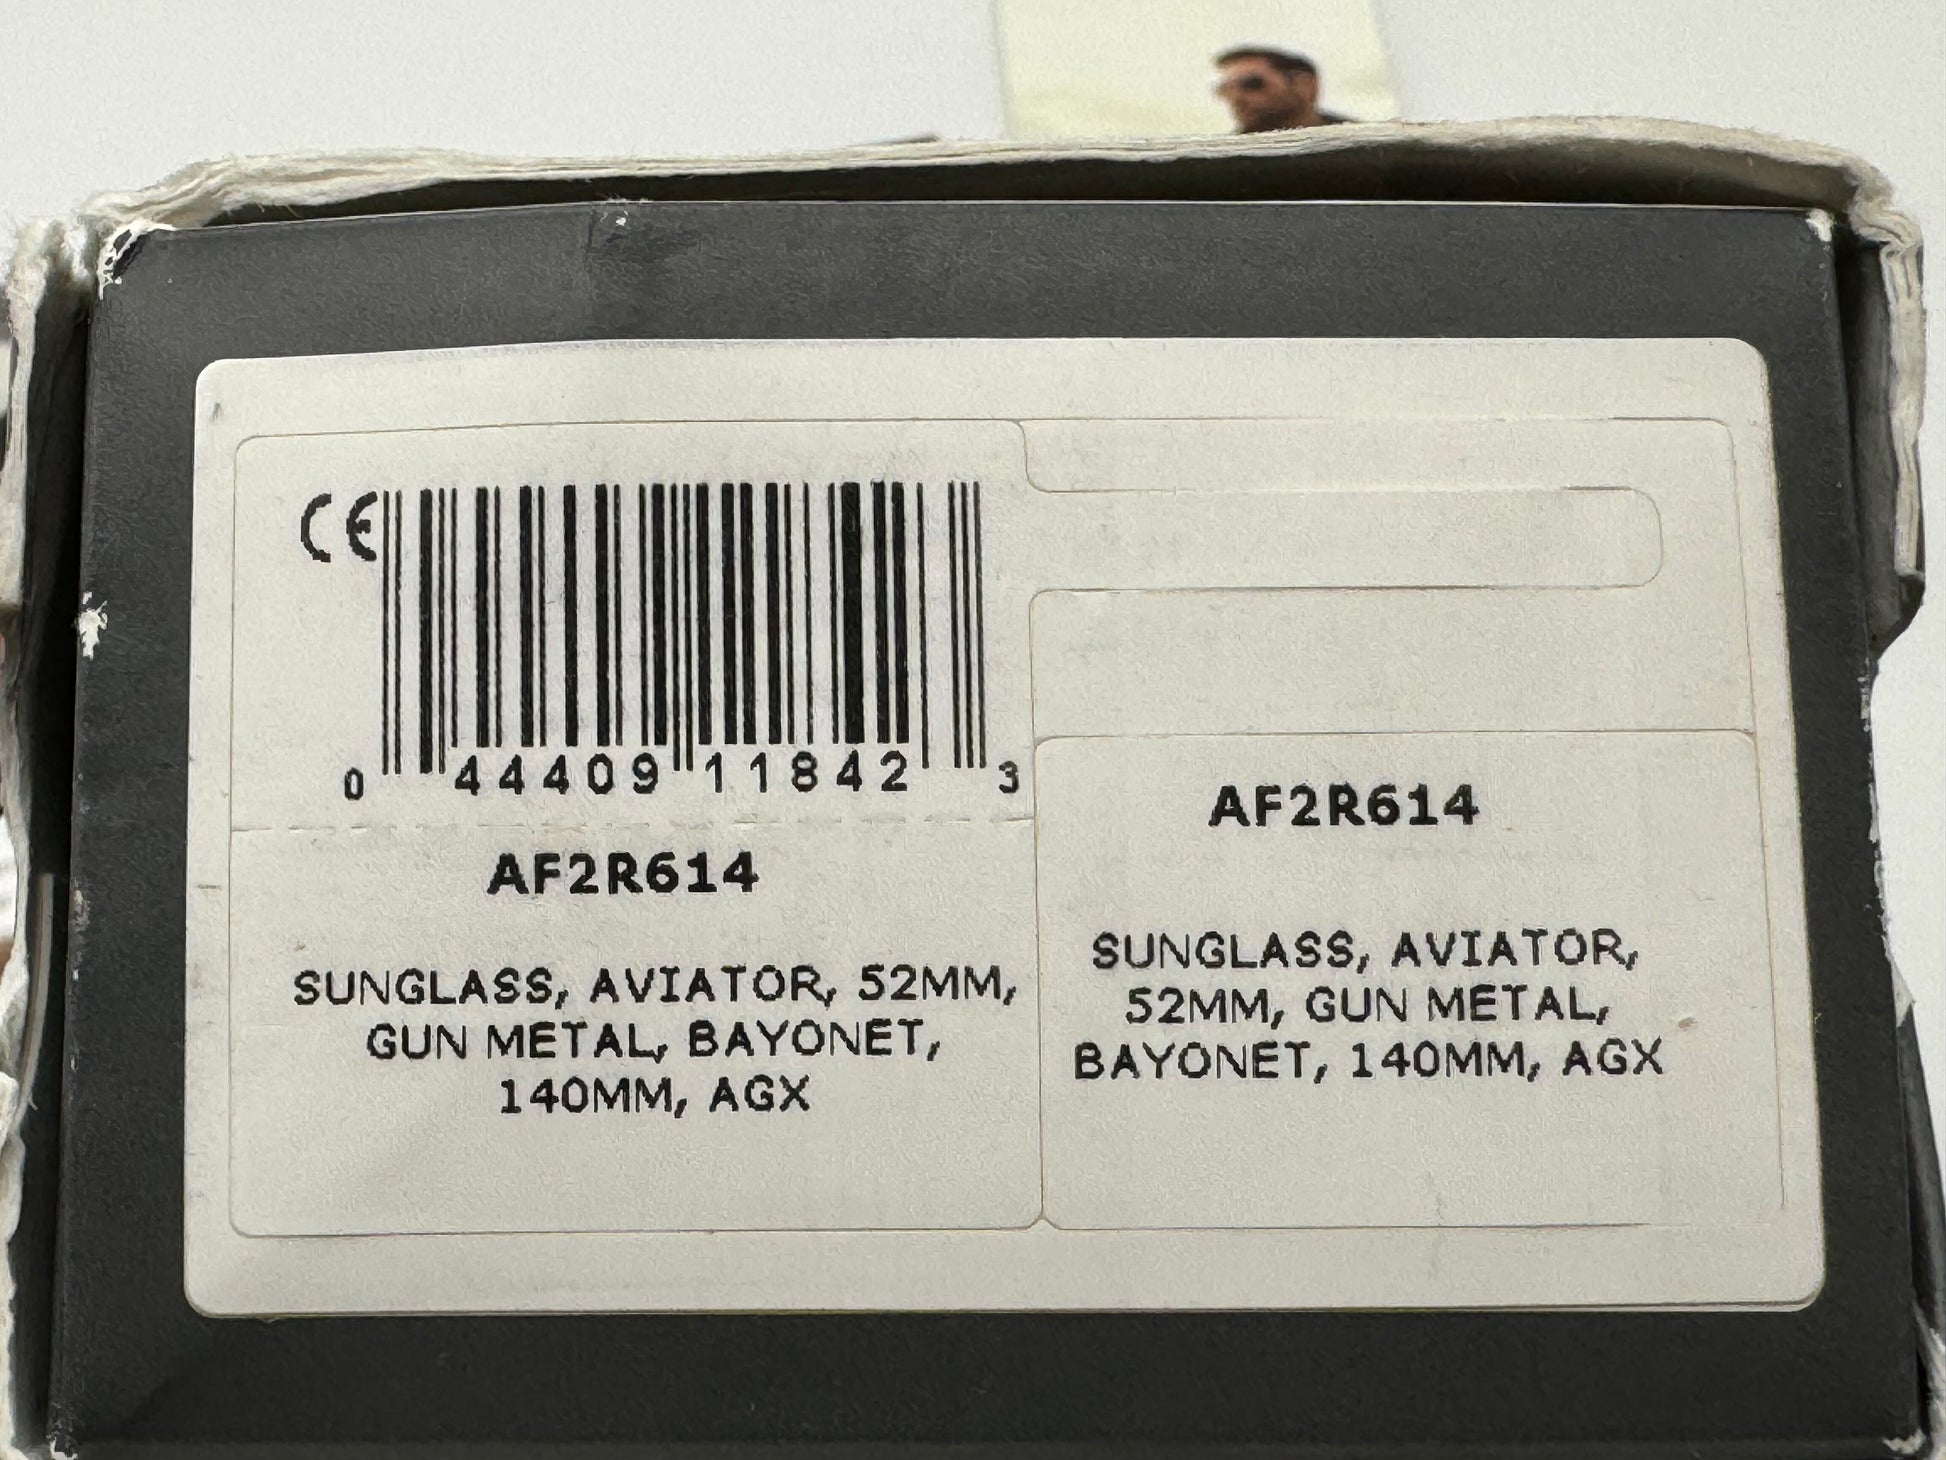 CE
0 44409 11842 3
AF2R614
SUNGLASS, AVIATOR, 52MM,
GUN METAL, BAYONET,
140MM, AGX
AF2R614
SUNGLASS, AVIATOR,
52MM, GUN METAL,
BAYONET, 140MM, AGX